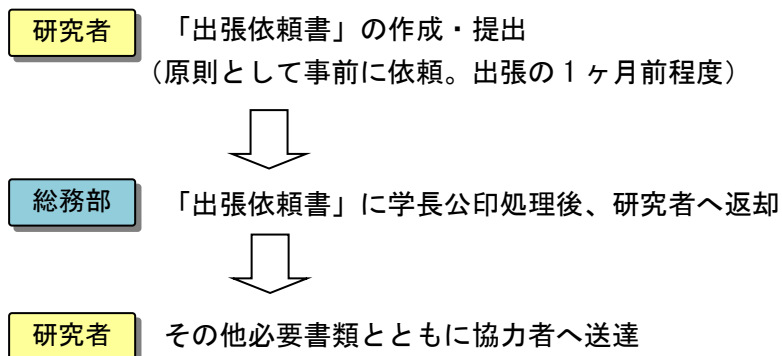 研究者 「出張依頼書」の作成・提出
（原則として事前に依頼。出張の１ヶ月前程度）
総務部 「出張依頼書」に学長公印処理後、研究者へ返却
研究者 その他必要書類とともに協力者へ送達